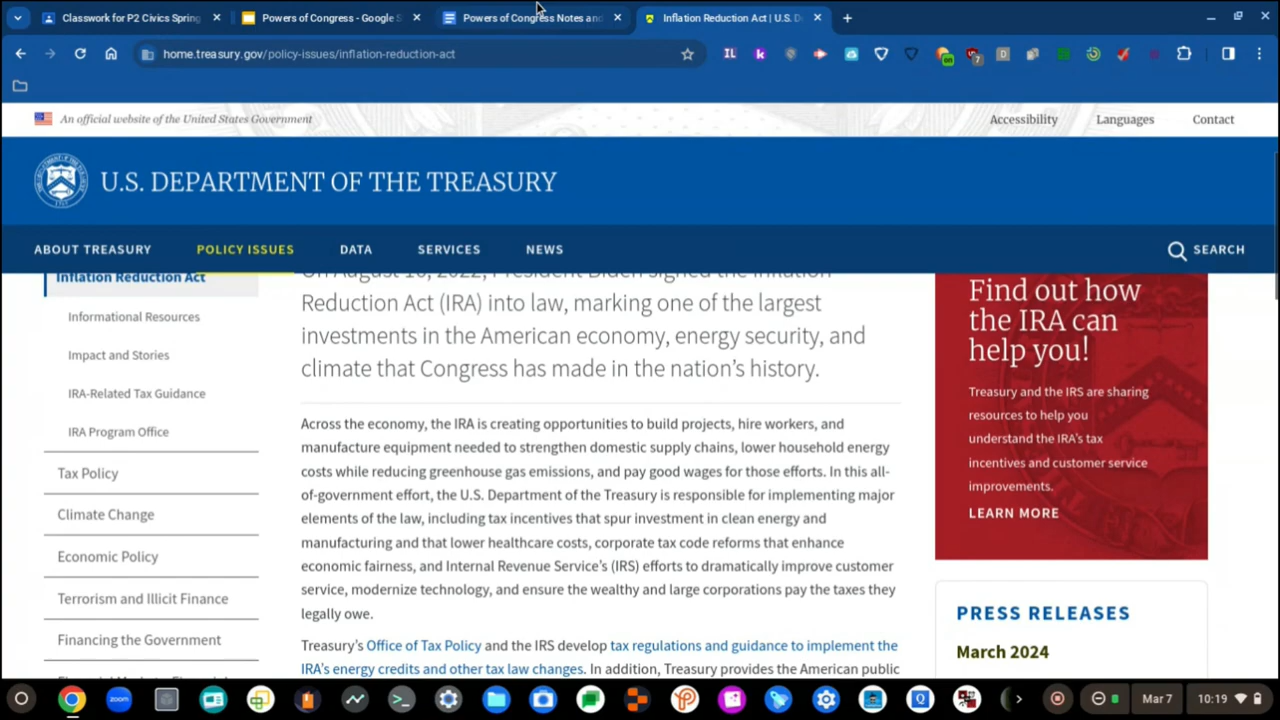 Classwork for P2 Civics Spring
Powers of Congress - Google S
Powers of Congress Notes and
Inflation Reduction Act | U.S. D
home.treasury.gov/policy-issues/inflation-reduction-act
An official website of the United States Government
Accessibility
Languages
Contact
U.S. DEPARTMENT OF THE TREASURY
ABOUT TREASURY
POLICY ISSUES
DATA
SERVICES
NEWS
SEARCH
Inflation Reduction Act
Informational Resources
Impact and Stories
IRA-Related Tax Guidance
IRA Program Office
Tax Policy
Climate Change
Economic Policy
Terrorism and Illicit Finance
Financing the Government
On August 16, 2022, President Biden signed the Inflation
Reduction Act (IRA) into law, marking one of the largest
investments in the American economy, energy security, and
climate that Congress has made in the nation's history.
Across the economy, the IRA is creating opportunities to build projects, hire workers, and
manufacture equipment needed to strengthen domestic supply chains, lower household energy
costs while reducing greenhouse gas emissions, and pay good wages for those efforts. In this all-
of-government effort, the U.S. Department of the Treasury is responsible for implementing major
elements of the law, including tax incentives that spur investment in clean energy and
manufacturing and that lower healthcare costs, corporate tax code reforms that enhance
economic fairness, and Internal Revenue Service's (IRS) efforts to dramatically improve customer
service, modernize technology, and ensure the wealthy and large corporations pay the taxes they
legally owe.
Treasury's Office of Tax Policy and the IRS develop tax regulations and guidance to implement the
IRA's energy credits and other tax law changes. In addition, Treasury provides the American public
Find out how
the IRA can
help you!
Treasury and the IRS are sharing
resources to help you
understand the IRA's tax
incentives and customer service
improvements.
LEARN MORE
PRESS RELEASES
March 2024
zoom
Mar 7
10:19